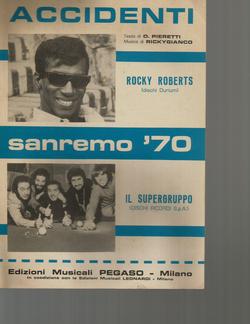 ACCIDENTI
Testo di D. PIERETTI
Musica di RICKYGIANCO
ROCKY ROBERTS
(dischi Durium)
sanremo '70
IL SUPERGRUPPO
(DISCHI RICORDI S.p.A.)
Edizioni Musicali PEGASO - Milano
In coedizione con le Edizioni Musicali LEONARDI - Milano